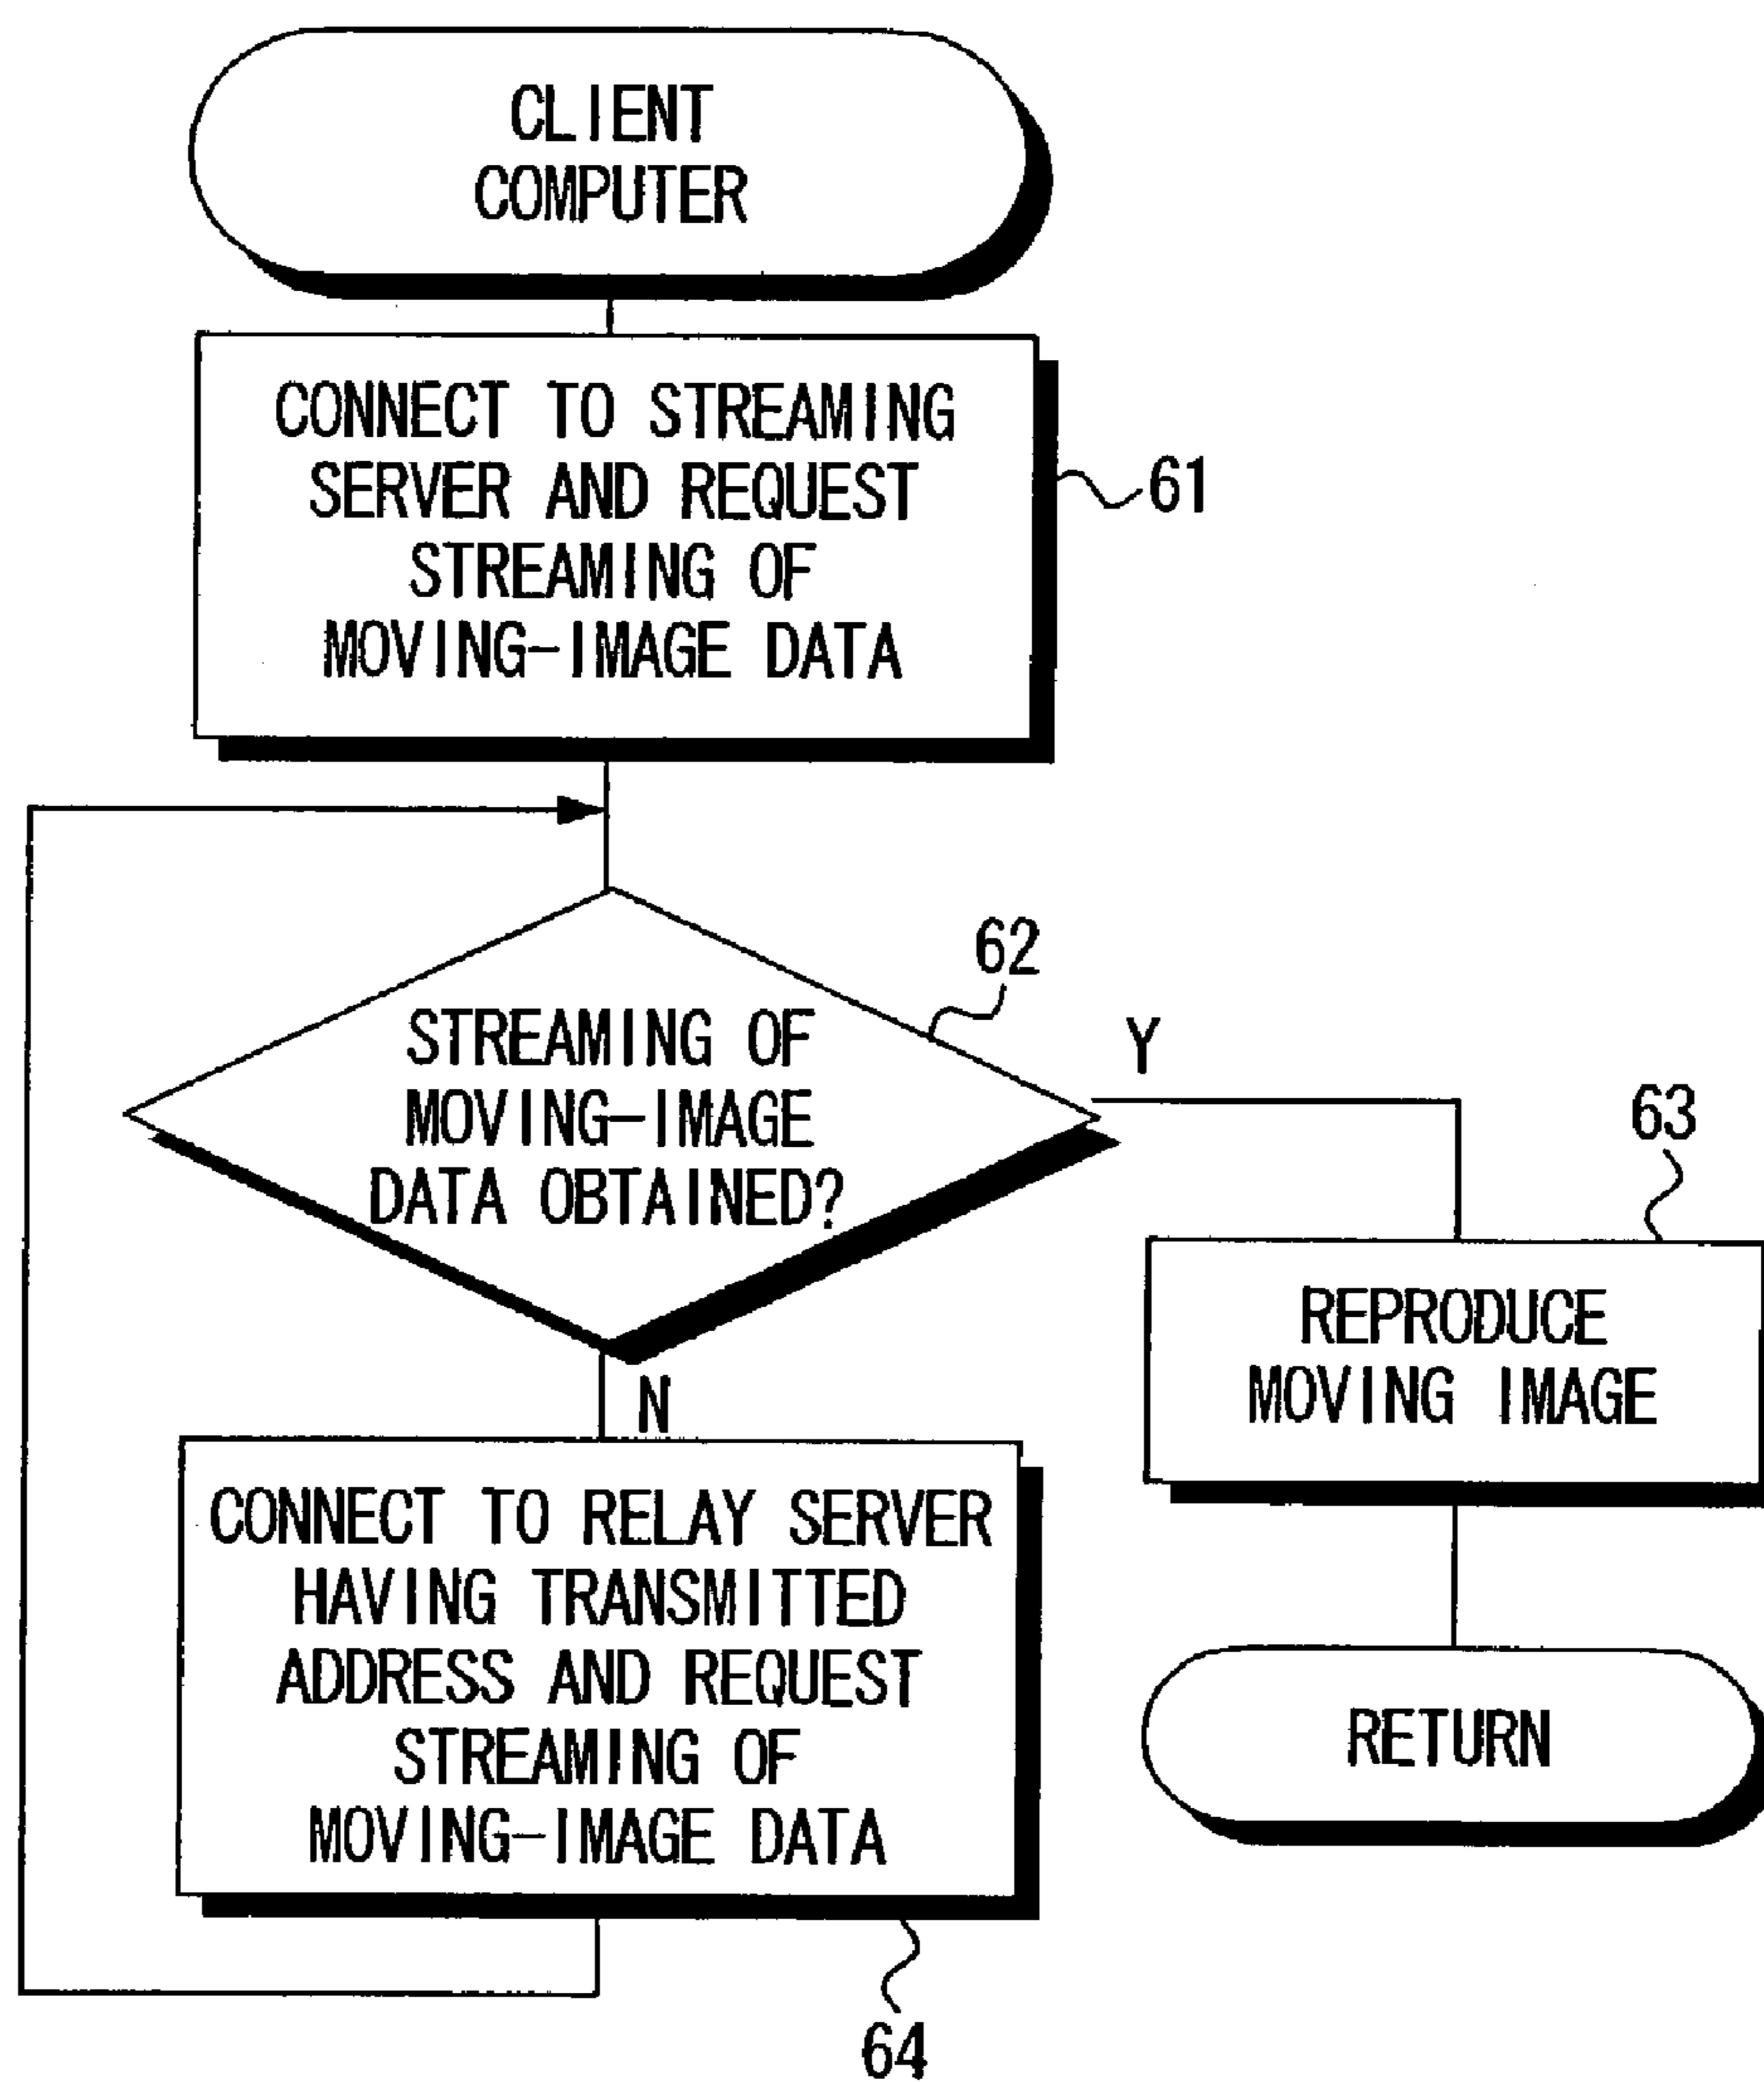 CLIENT
COMPUTER
CONNECT TO STREAMING
SERVER AND REQUEST
STREAMING OF
MOVING-IMAGE DATA
61
62
STREAMING OF
MOVING-IMAGE
DATA OBTAINED?
Y
63
REPRODUCE
MOVING IMAGE
N
CONNECT TO RELAY SERVER
HAVING TRANSMITTED
ADDRESS AND REQUEST
STREAMING OF
MOVING-IMAGE DATA
RETURN
64